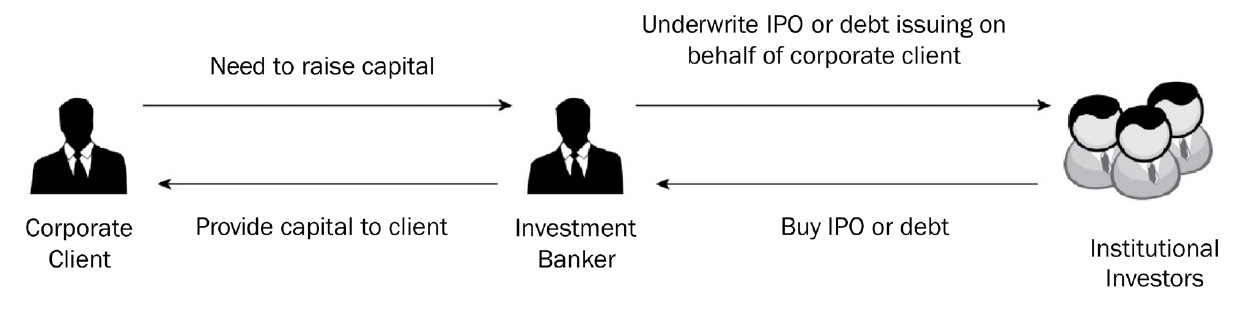 Underwrite IPO or debt issuing on
behalf of corporate client
Need to raise capital
Provide capital to client
Buy IPO or debt
Corporate
Client
Investment
Banker
Institutional
Investors